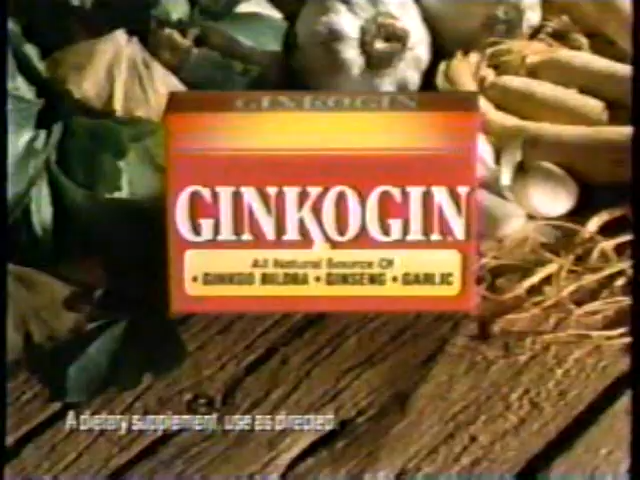 GINKOGIN
GINKOGIN
All Natural Source Of
• GINKGO BILOBA • GINSENG • GARLIC
A dietary supplement, use as directed.